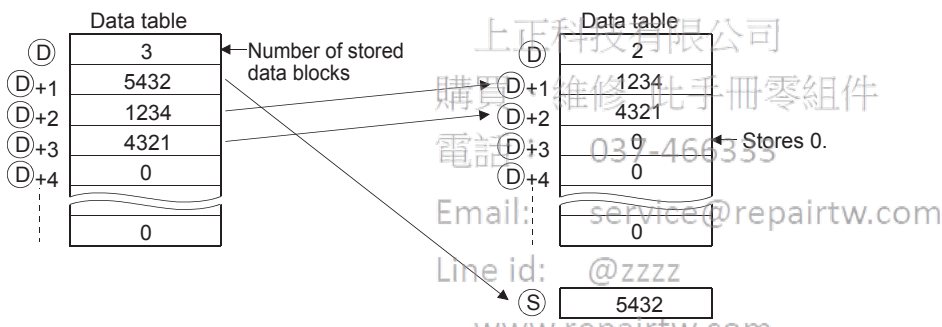 Data table
D 3
Number of stored
data blocks
D+1 5432
D+2 1234
D+3 4321
D+4 0
0
Data table
D 2
D+1 1234
D+2 4321
D+3 0
Stores 0.
D+4 0
0
S 5432
上正科技有限公司
購買 維修 此手冊零組件
電話: 037-466333
Email: service@repairtw.com
Line id: @zzzz
www.repairtw.com